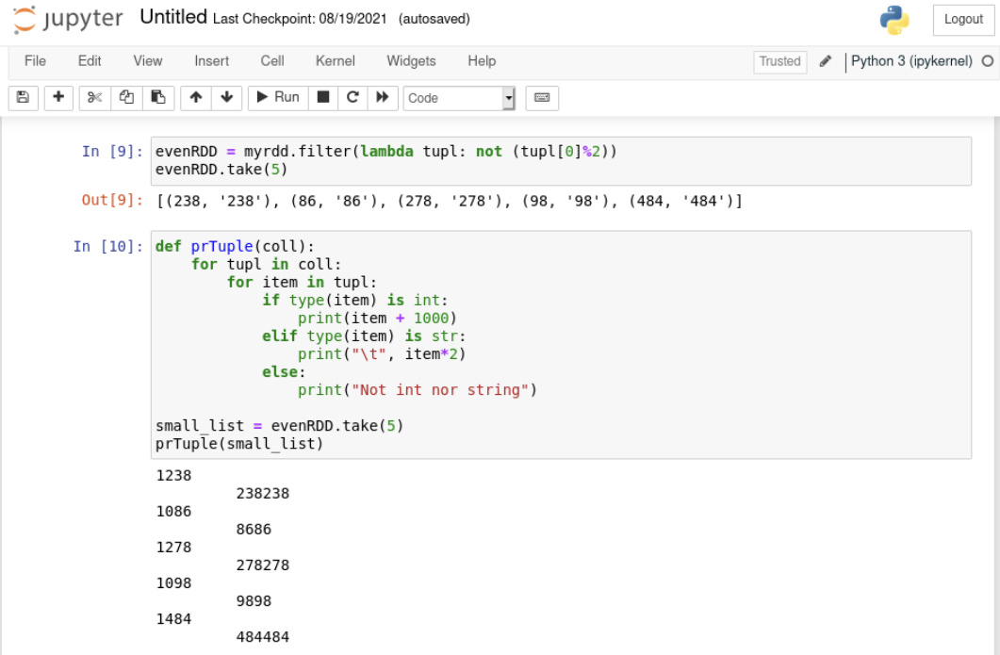 jupyter Untitled Last Checkpoint: 08/19/2021 (autosaved) Logout
File Edit View Insert Cell Kernel Widgets Help Trusted Python 3 (ipykernel)
Run Code
In [9]: evenRDD = myrdd.filter(lambda tupl: not (tupl[0]%2))
evenRDD.take(5)
Out[9]: [(238, '238'), (86, '86'), (278, '278'), (98, '98'), (484, '484')]
In [10]: def prTuple(coll):
    for tupl in coll:
        for item in tupl:
            if type(item) is int:
                print(item + 1000)
            elif type(item) is str:
                print("\t", item*2)
            else:
                print("Not int nor string")
small_list = evenRDD.take(5)
prTuple(small_list)
1238
238238
1086
8686
1278
278278
1098
9898
1484
484484